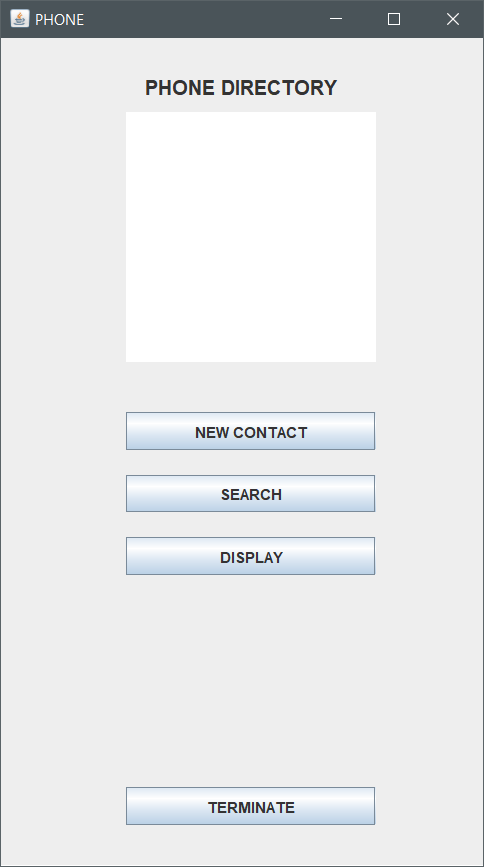 PHONE
PHONE DIRECTORY
NEW CONTACT
SEARCH
DISPLAY
TERMINATE